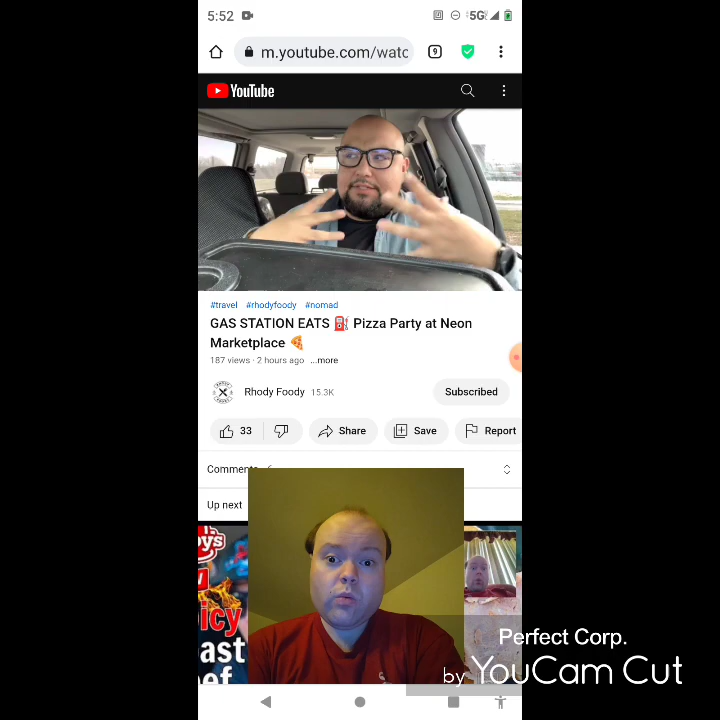 5:52
5G
m.youtube.com/watc
9
YouTube
#travel #rhodyfoody #nomad
GAS STATION EATS ⛽ Pizza Party at Neon
Marketplace 🍕
187 views · 2 hours ago ...more
Rhody Foody 15.3K
Subscribed
33
Share
Save
Report
Comments
Up next
icy
ast
Perfect Corp.
by YouCam Cut